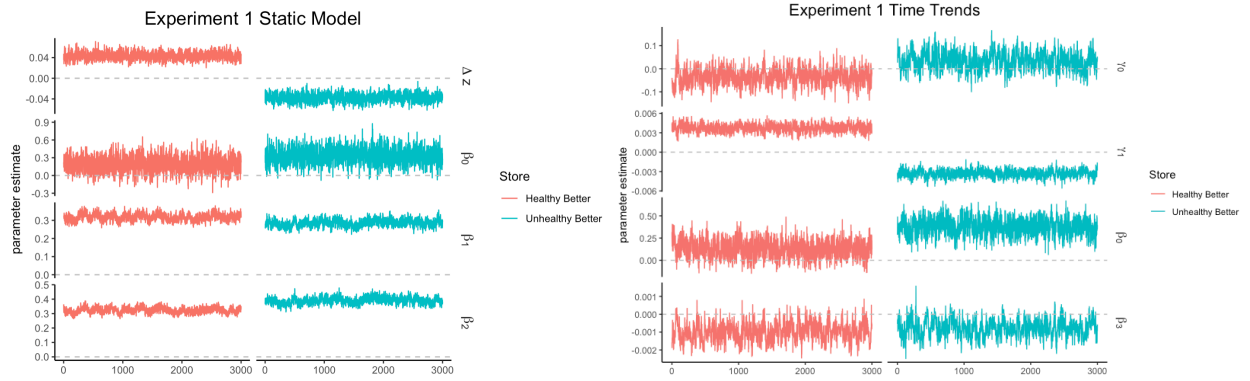 Experiment 1 Static Model
parameter estimate
0.04
0.00
-0.04
Δ z
0.9
0.6
0.3
0.0
-0.3
β0
0.3
0.2
0.1
0.0
β1
0.5
0.4
0.3
0.2
0.1
0.0
β2
0 1000 2000 3000 0 1000 2000 3000
Store
Healthy Better
Unhealthy Better
Experiment 1 Time Trends
parameter estimate
0.1
0.0
-0.1
γ0
0.006
0.003
0.000
-0.003
-0.006
γ1
0.50
0.25
0.00
β0
0.001
0.000
-0.001
-0.002
β3
0 1000 2000 3000 0 1000 2000 3000
Store
Healthy Better
Unhealthy Better